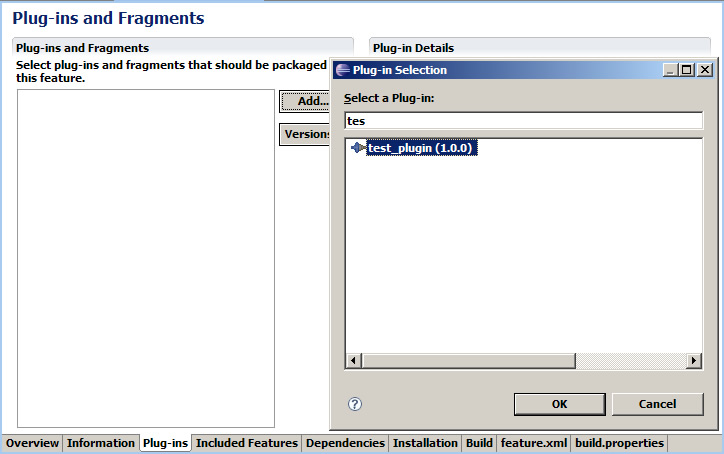 Plug-ins and Fragments
Plug-ins and Fragments
Plug-in Details
Select plug-ins and fragments that should be packaged
this feature.
Add...
Versions
Plug-in Selection
Select a Plug-in:
tes
test_plugin (1.0.0)
OK
Cancel
Overview Information Plug-ins Included Features Dependencies Installation Build feature.xml build.properties